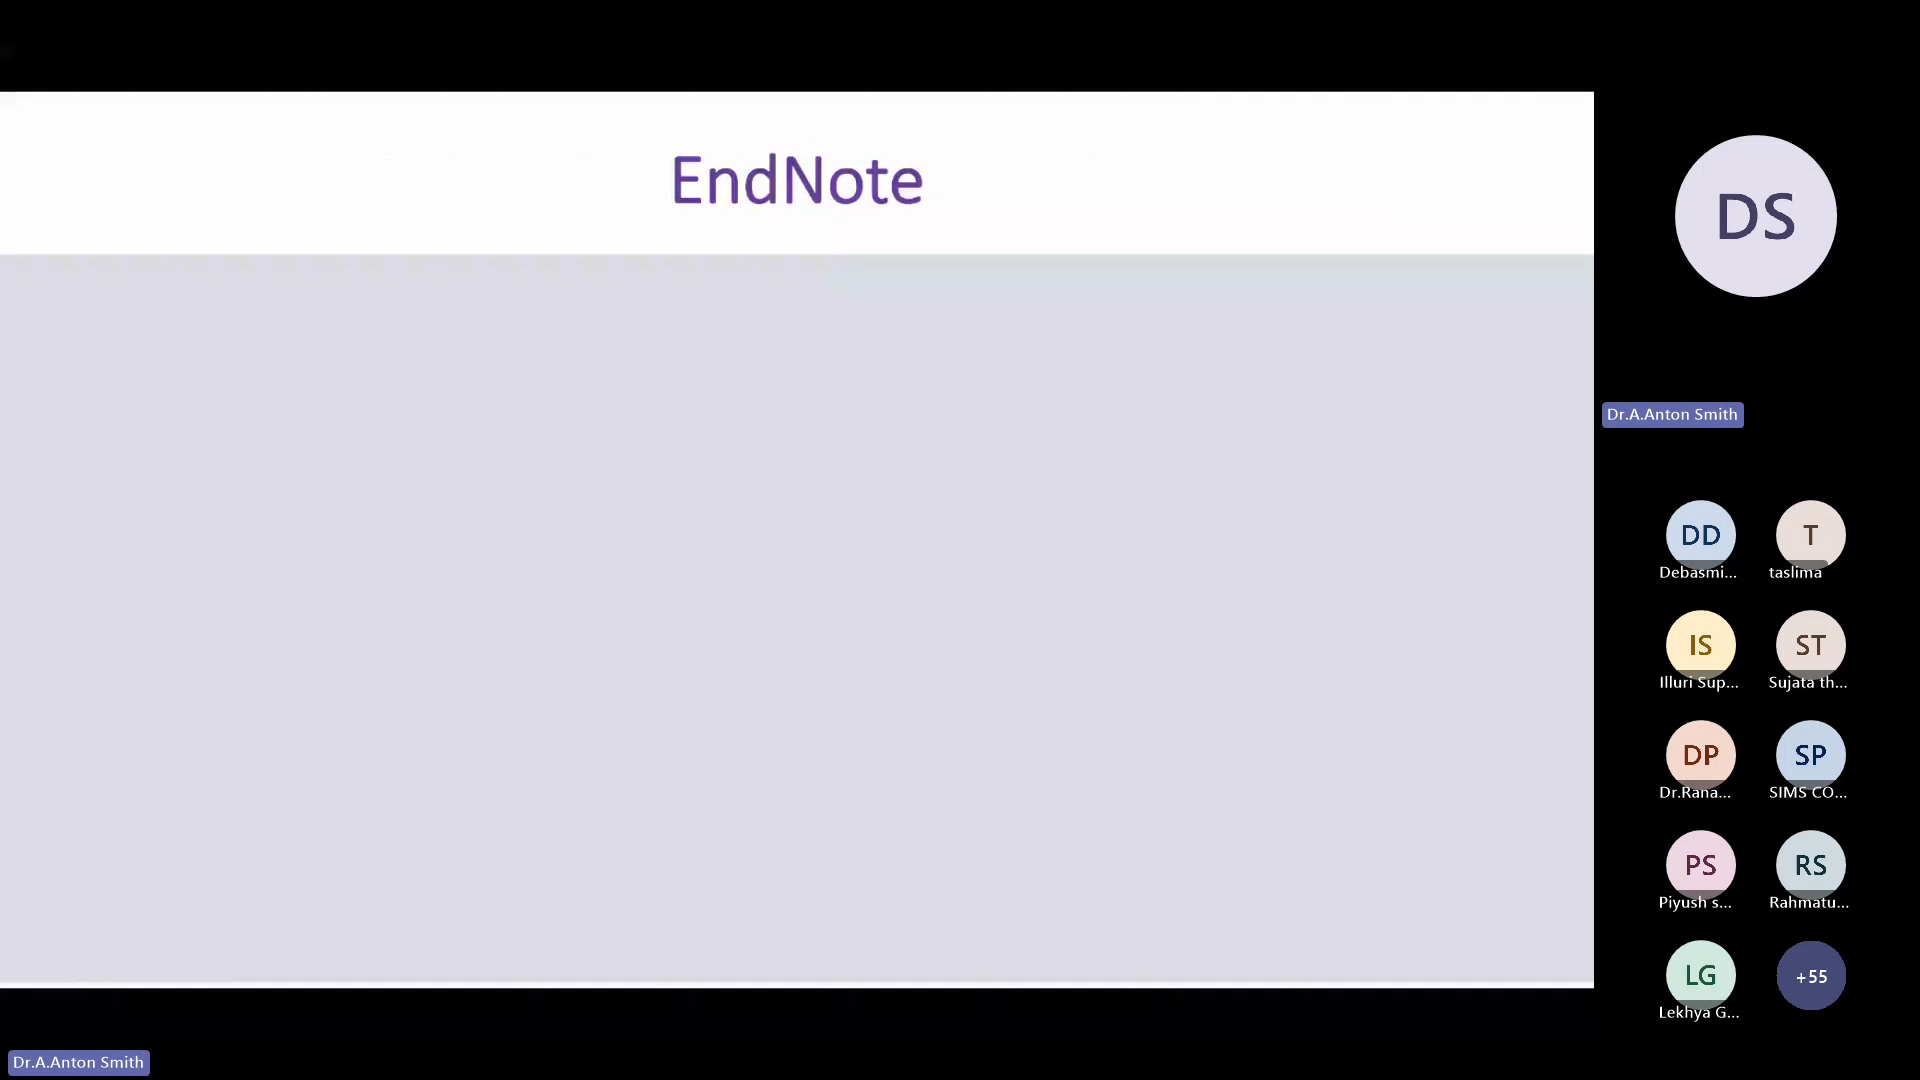 EndNote
DS
Dr.A.Anton Smith
DD
T
Debasmi...
taslima
IS
ST
Illuri Sup...
Sujata th...
DP
SP
Dr.Rana...
SIMS CO...
PS
RS
Piyush s...
Rahmatu...
LG
+55
Lekhya G...
Dr.A.Anton Smith